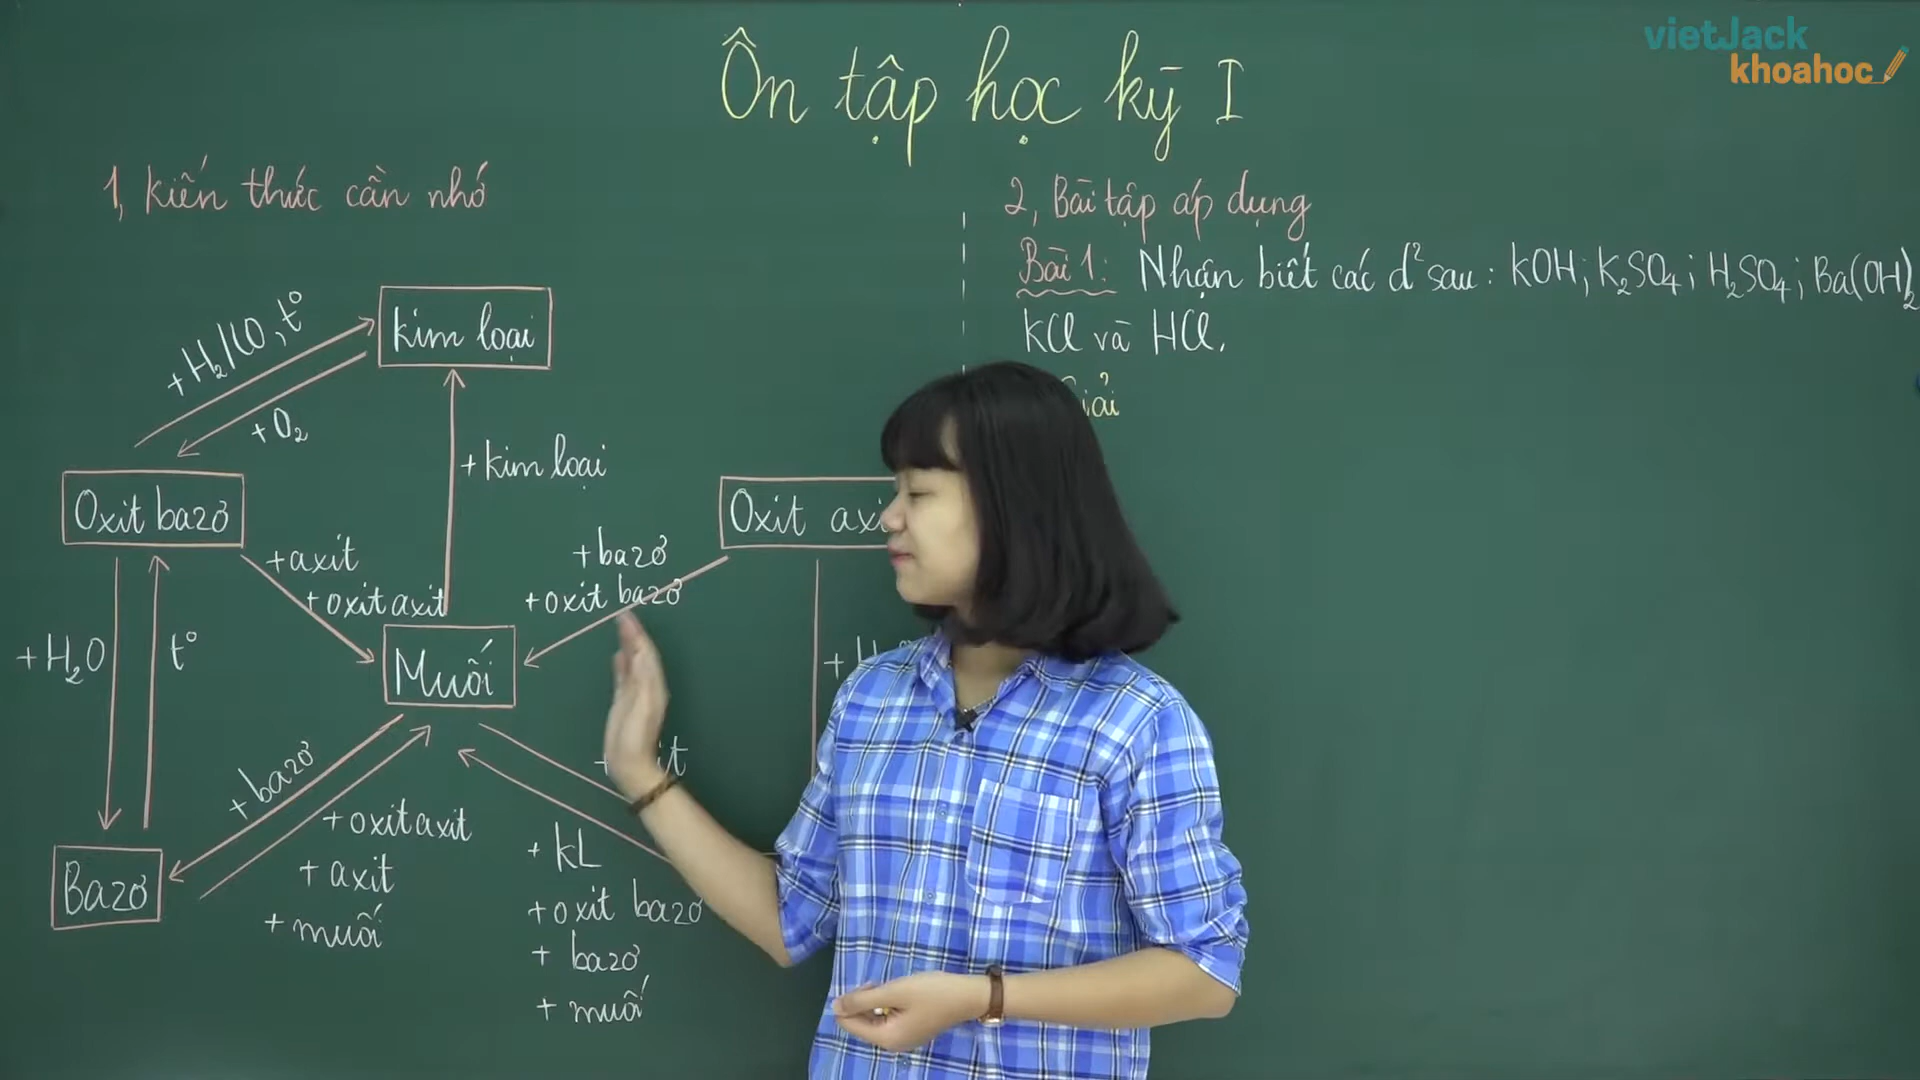 vietJack
khoahoc
Ôn tập học kỳ I
1, Kiến thức cần nhớ
Kim loại
+ H₂/CO, t°
+ O₂
+ Kim loại
Oxit bazơ
+ axit
+ oxit axit
+ bazơ
+ oxit bazơ
Oxit
+ H₂O
t°
Muối
+ bazơ
+ oxit axit
+ axit
+ muối
Bazơ
+ KL
+ oxit bazơ
+ bazơ
+ muối
2, Bài tập áp dụng
Bài 1: Nhận biết các d² sau: KOH; K₂SO₄; H₂SO₄; Ba(OH)₂
KCl và HCl.